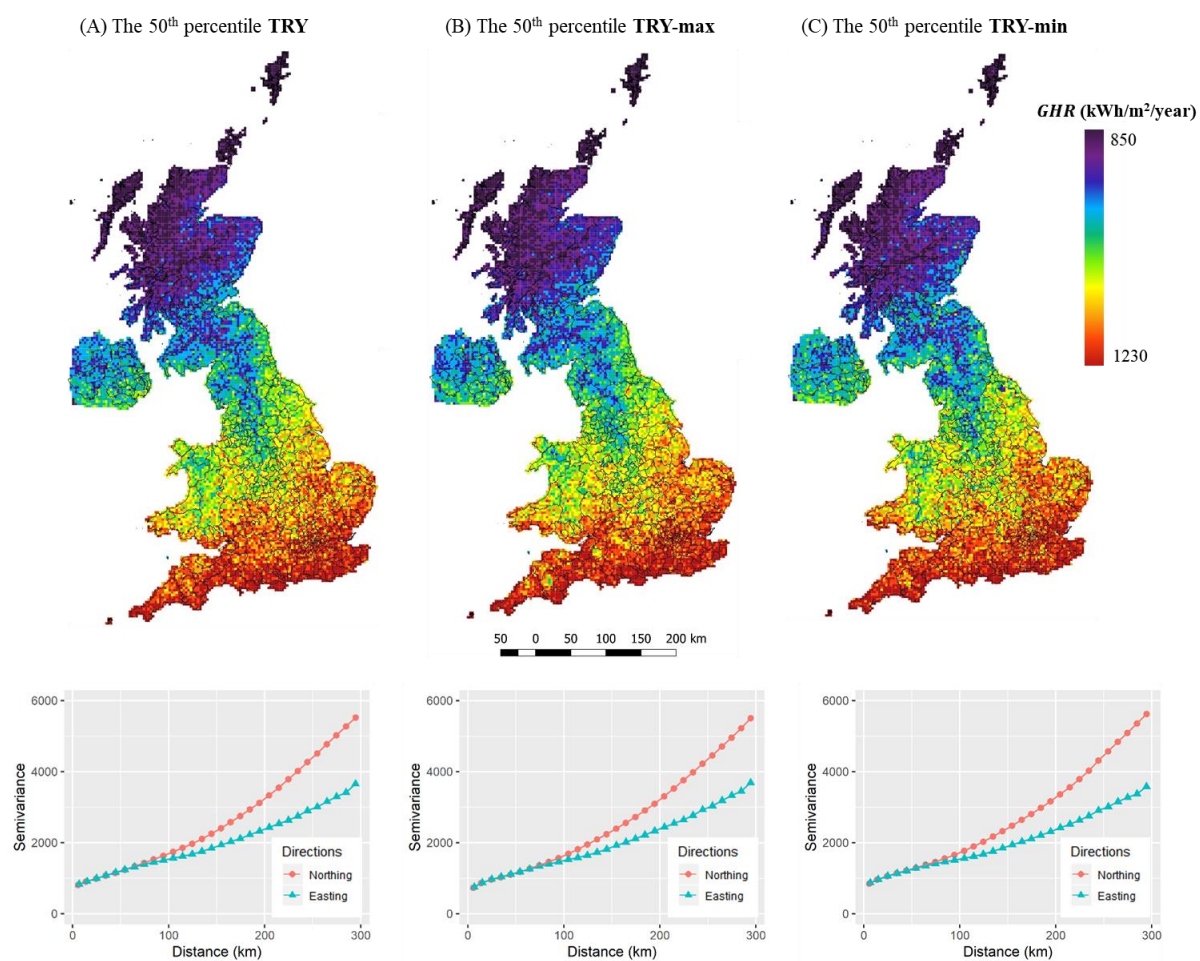 (A) The 50th percentile TRY
(B) The 50th percentile TRY-max
(C) The 50th percentile TRY-min
GHR (kWh/m²/year)
850
1230
50 0 50 100 150 200 km
6000
4000
2000
0
Semivariance
0 100 200 300
Distance (km)
Directions
Northing
Easting
6000
4000
2000
0
Semivariance
0 100 200 300
Distance (km)
Directions
Northing
Easting
6000
4000
2000
0
Semivariance
0 100 200 300
Distance (km)
Directions
Northing
Easting